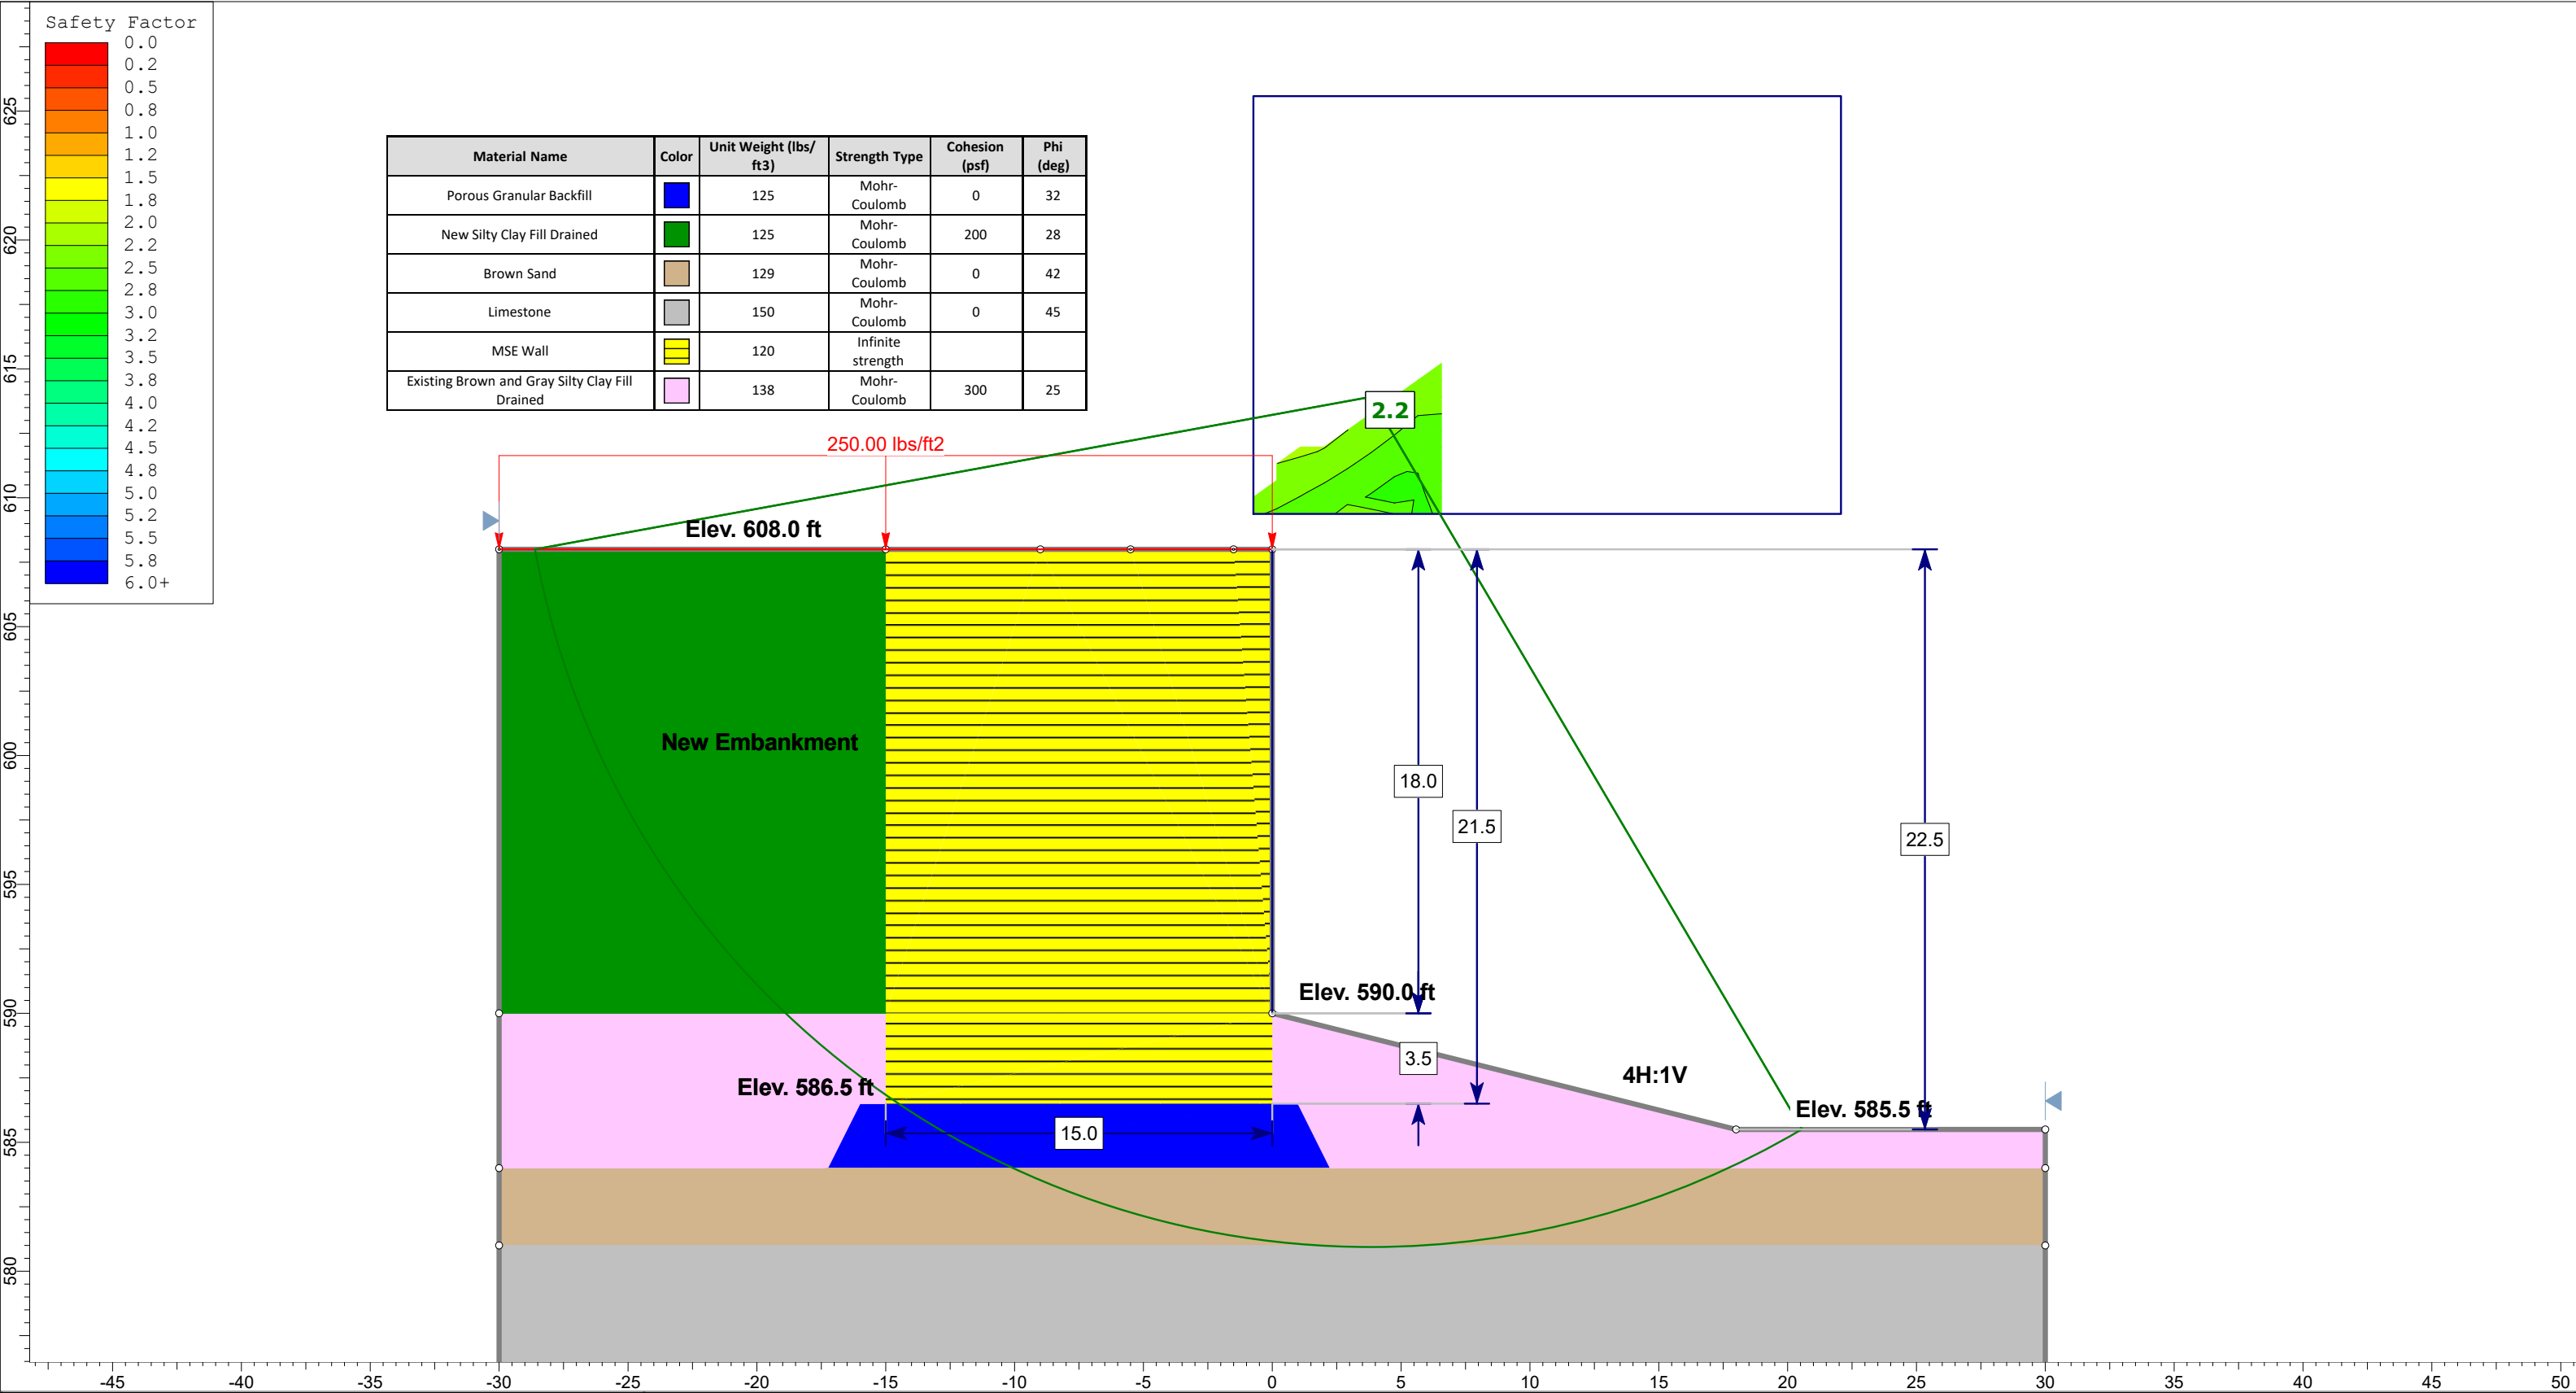 Safety Factor
0.0
0.2
0.5
0.8
1.0
1.2
1.5
1.8
2.0
2.2
2.5
2.8
3.0
3.2
3.5
3.8
4.0
4.2
4.5
4.8
5.0
5.2
5.5
5.8
6.0+
Material Name Color Unit Weight (lbs/ft3) Strength Type Cohesion (psf) Phi (deg)
Porous Granular Backfill 125 Mohr-Coulomb 0 32
New Silty Clay Fill Drained 125 Mohr-Coulomb 200 28
Brown Sand 129 Mohr-Coulomb 0 42
Limestone 150 Mohr-Coulomb 0 45
MSE Wall 120 Infinite strength
Existing Brown and Gray Silty Clay Fill Drained 138 Mohr-Coulomb 300 25
2.2
250.00 lbs/ft2
Elev. 608.0 ft
New Embankment
18.0
21.5
22.5
Elev. 590.0 ft
3.5
4H:1V
Elev. 586.5 ft
Elev. 585.5 ft
15.0
625
620
615
610
605
600
595
590
585
580
-45 -40 -35 -30 -25 -20 -15 -10 -5 0 5 10 15 20 25 30 35 40 45 50